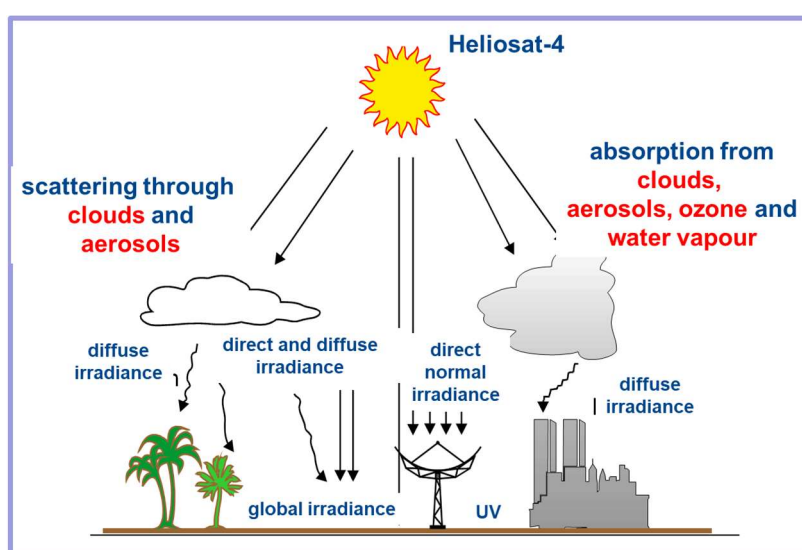 Heliosat-4
scattering through
clouds and
aerosols
absorption from
clouds,
aerosols, ozone and
water vapour
diffuse
irradiance
direct and diffuse
irradiance
direct
normal
irradiance
diffuse
irradiance
global irradiance
UV